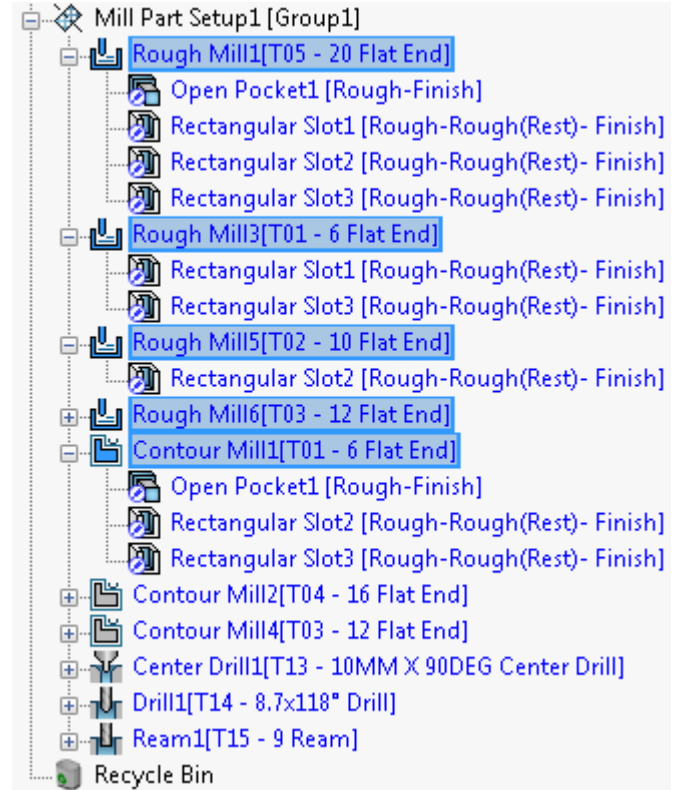 Mill Part Setup1 [Group1]
Rough Mill1[T05 - 20 Flat End]
Open Pocket1 [Rough-Finish]
Rectangular Slot1 [Rough-Rough(Rest)- Finish]
Rectangular Slot2 [Rough-Rough(Rest)- Finish]
Rectangular Slot3 [Rough-Rough(Rest)- Finish]
Rough Mill3[T01 - 6 Flat End]
Rectangular Slot1 [Rough-Rough(Rest)- Finish]
Rectangular Slot3 [Rough-Rough(Rest)- Finish]
Rough Mill5[T02 - 10 Flat End]
Rectangular Slot2 [Rough-Rough(Rest)- Finish]
Rough Mill6[T03 - 12 Flat End]
Contour Mill1[T01 - 6 Flat End]
Open Pocket1 [Rough-Finish]
Rectangular Slot2 [Rough-Rough(Rest)- Finish]
Rectangular Slot3 [Rough-Rough(Rest)- Finish]
Contour Mill2[T04 - 16 Flat End]
Contour Mill4[T03 - 12 Flat End]
Center Drill1[T13 - 10MM X 90DEG Center Drill]
Drill1[T14 - 8.7x118° Drill]
Ream1[T15 - 9 Ream]
Recycle Bin